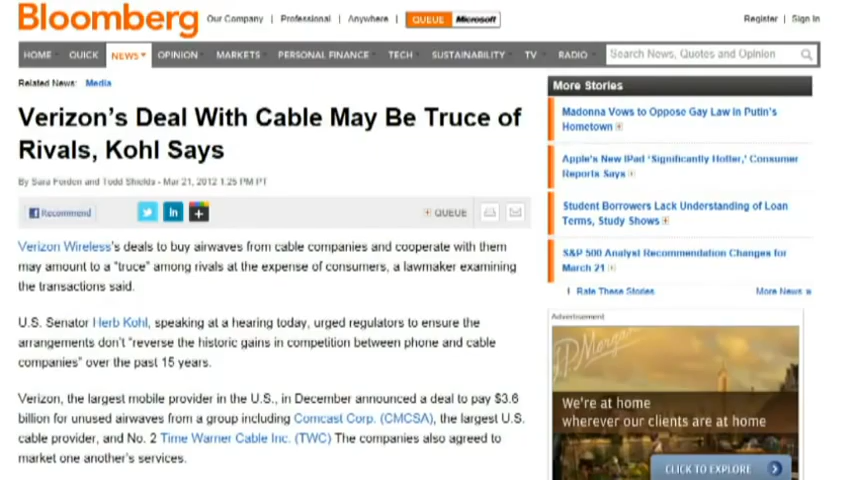 Bloomberg
Our Company | Professional | Anywhere
QUEUE Microsoft
Register | Sign In
HOME QUICK NEWS OPINION MARKETS PERSONAL FINANCE TECH SUSTAINABILITY TV RADIO
Search News, Quotes and Opinion
Related News: Media
Verizon's Deal With Cable May Be Truce of
Rivals, Kohl Says
By Sara Forden and Todd Shields - Mar 21, 2012 1:25 PM PT
Recommend
in
QUEUE
Verizon Wireless's deals to buy airwaves from cable companies and cooperate with them
may amount to a "truce" among rivals at the expense of consumers, a lawmaker examining
the transactions said.
U.S. Senator Herb Kohl, speaking at a hearing today, urged regulators to ensure the
arrangements don't "reverse the historic gains in competition between phone and cable
companies" over the past 15 years.
Verizon, the largest mobile provider in the U.S., in December announced a deal to pay $3.6
billion for unused airwaves from a group including Comcast Corp. (CMCSA), the largest U.S.
cable provider, and No. 2 Time Warner Cable Inc. (TWC) The companies also agreed to
market one another's services.
More Stories
Madonna Vows to Oppose Gay Law in Putin's
Hometown
Apple's New IPad 'Significantly Hotter,' Consumer
Reports Says
Student Borrowers Lack Understanding of Loan
Terms, Study Shows
S&P 500 Analyst Recommendation Changes for
March 21
| Rate These Stories
More News »
Advertisement
J.P.Morgan
We're at home
wherever our clients are at home
CLICK TO EXPLORE